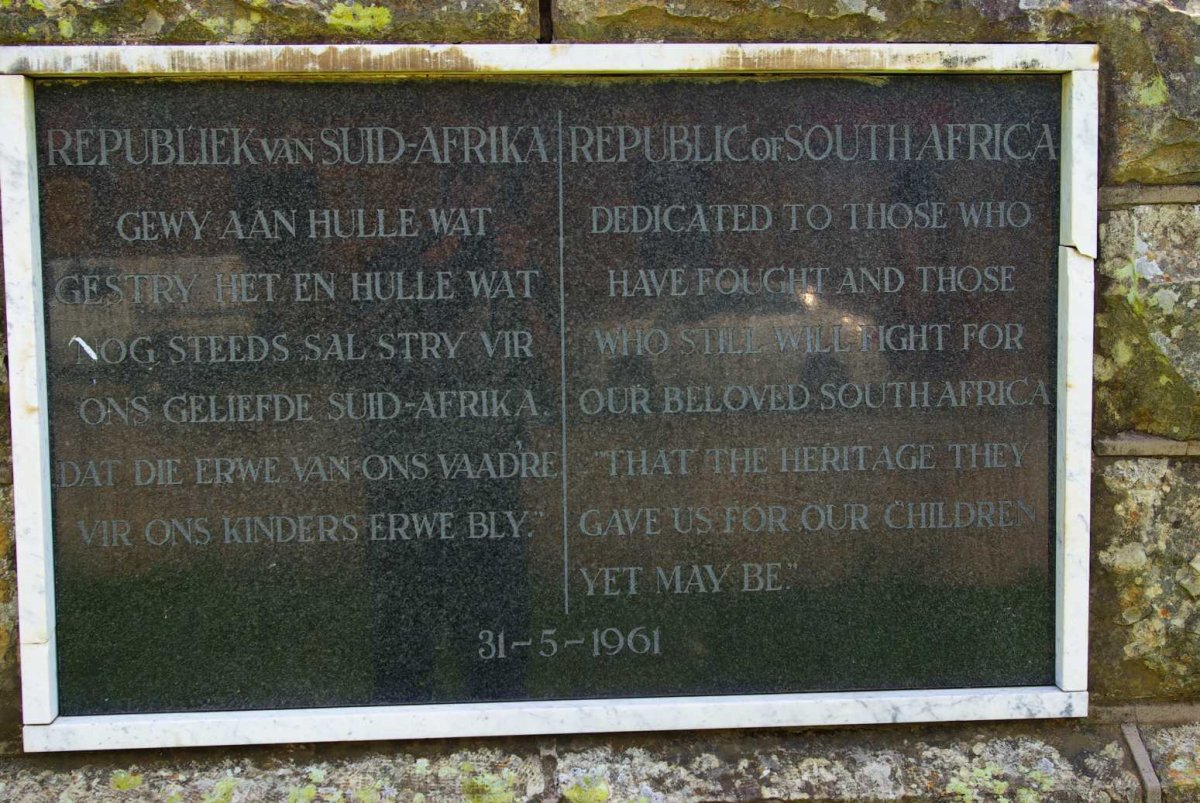 REPUBLIEK van SUID-AFRIKA.
GEWY AAN HULLE WAT
GESTRY HET EN HULLE WAT
NOG STEEDS SAL STRY VIR
ONS GELIEFDE SUID-AFRIKA.
"DAT DIE ERWE VAN ONS VAAD'RE
VIR ONS KINDERS ERWE BLY."
REPUBLIC of SOUTH AFRICA
DEDICATED TO THOSE WHO
HAVE FOUGHT AND THOSE
WHO STILL WILL FIGHT FOR
OUR BELOVED SOUTH AFRICA
"THAT THE HERITAGE THEY
GAVE US FOR OUR CHILDREN
YET MAY BE."
31-5-1961